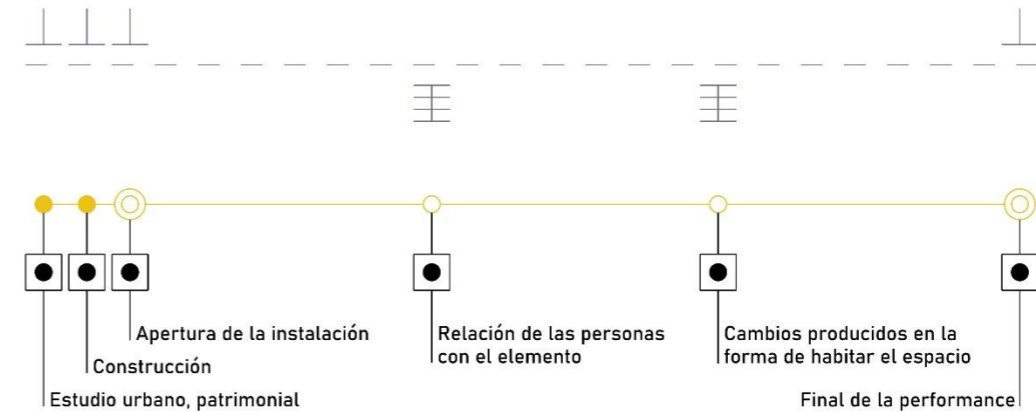 Apertura de la instalación
Construcción
Estudio urbano, patrimonial
Relación de las personas
con el elemento
Cambios producidos en la
forma de habitar el espacio
Final de la performance